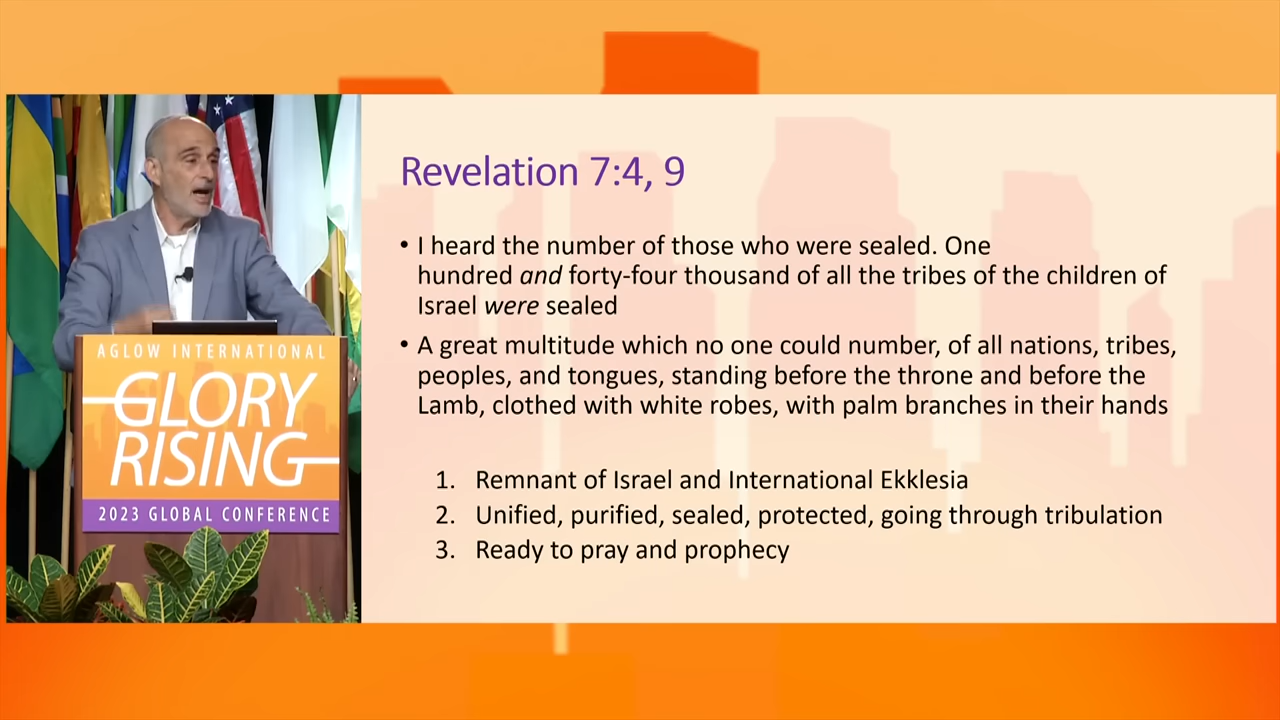 Revelation 7:4, 9
• I heard the number of those who were sealed. One
hundred and forty-four thousand of all the tribes of the children of
Israel were sealed
• A great multitude which no one could number, of all nations, tribes,
peoples, and tongues, standing before the throne and before the
Lamb, clothed with white robes, with palm branches in their hands
1. Remnant of Israel and International Ekklesia
2. Unified, purified, sealed, protected, going through tribulation
3. Ready to pray and prophecy
AGLOW INTERNATIONAL
GLORY
RISING
2023 GLOBAL CONFERENCE